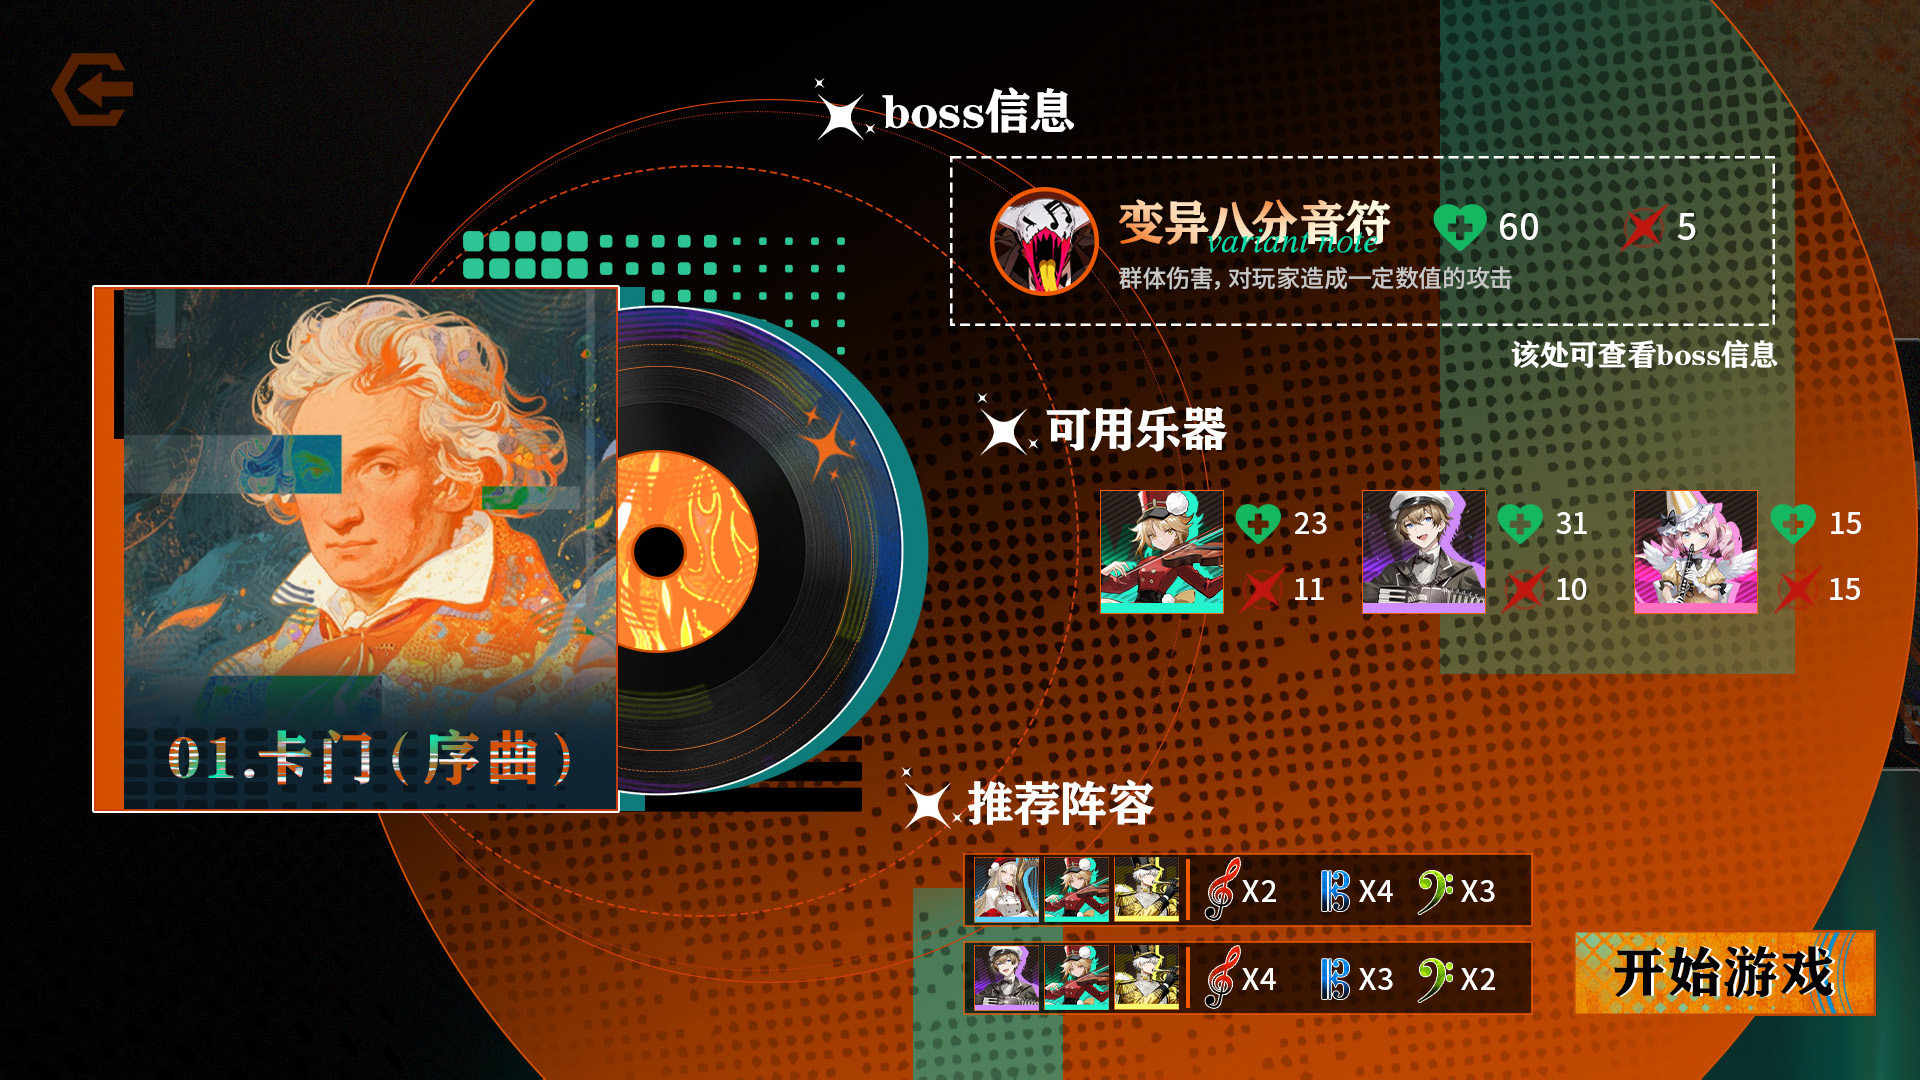 boss信息
变异八分音符
variant note
60
5
群体伤害，对玩家造成一定数值的攻击
该处可查看boss信息
可用乐器
23
11
31
10
15
15
01.卡门（序曲）
推荐阵容
X2 X4 X3
X4 X3 X2
开始游戏